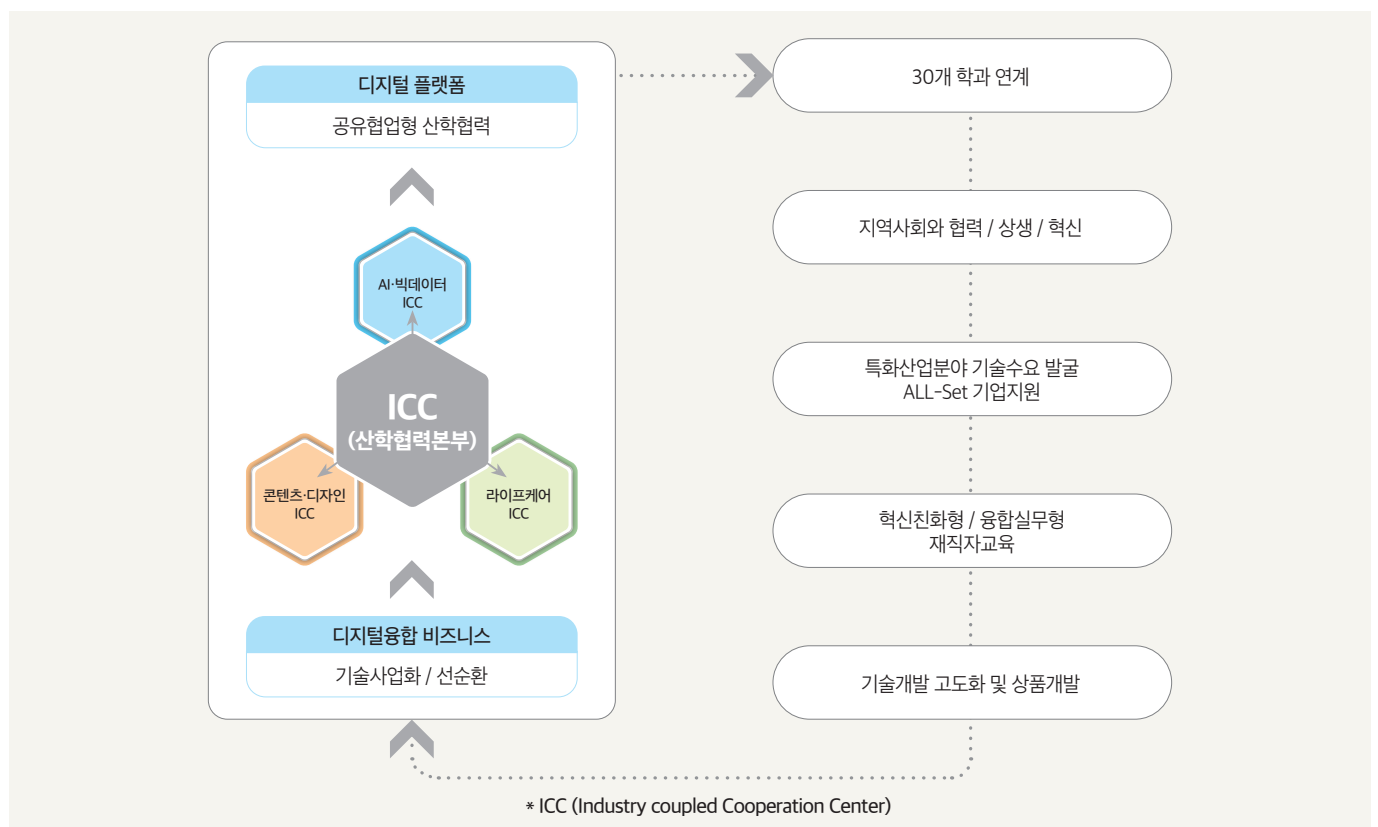 디지털 플랫폼
공유협업형 산학협력
AI·빅데이터
ICC
ICC
(산학협력본부)
콘텐츠·디자인
ICC
라이프케어
ICC
디지털융합 비즈니스
기술사업화 / 선순환
30개 학과 연계
지역사회와 협력 / 상생 / 혁신
특화산업분야 기술수요 발굴
ALL-Set 기업지원
혁신친화형 / 융합실무형
재직자교육
기술개발 고도화 및 상품개발
* ICC (Industry coupled Cooperation Center)